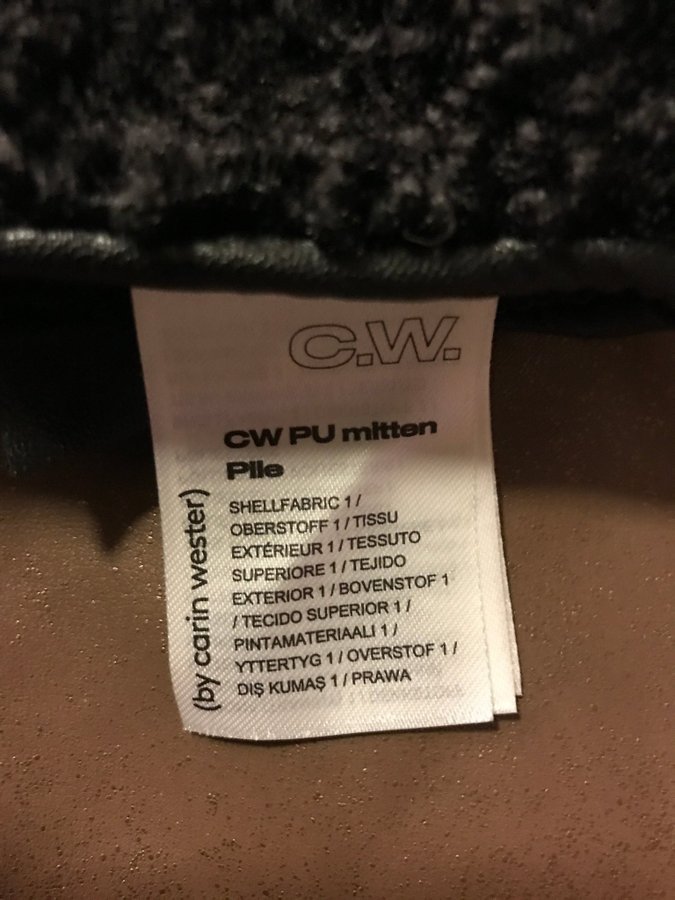 C.W.
CW PU mitten
Pile
(by carin wester)
SHELLFABRIC 1 /
OBERSTOFF 1 / TISSU
EXTÉRIEUR 1 / TESSUTO
SUPERIORE 1 / TEJIDO
EXTERIOR 1 / BOVENSTOF 1
/ TECIDO SUPERIOR 1 /
PINTAMATERIAALI 1 /
YTTERTYG 1 / OVERSTOF 1 /
DIŞ KUMAŞ 1 / PRAWA